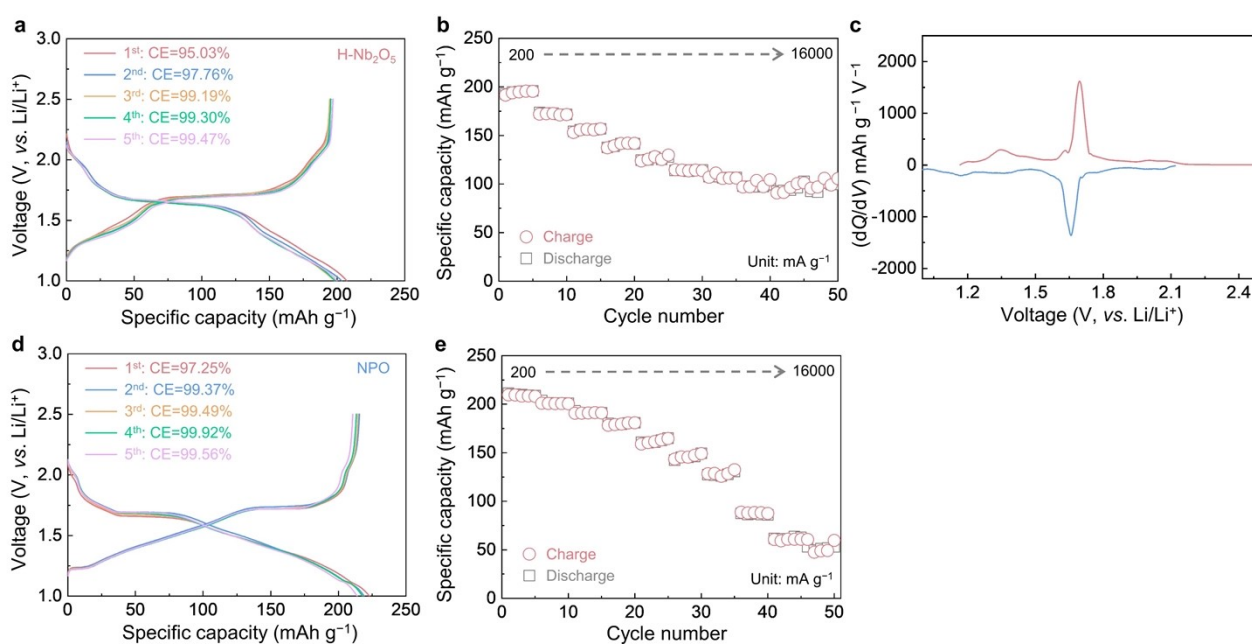 a
3.0
2.5
2.0
1.5
1.0
Voltage (V, vs. Li/Li⁺)
1ˢᵗ: CE=95.03%
2ⁿᵈ: CE=97.76%
3ʳᵈ: CE=99.19%
4ᵗʰ: CE=99.30%
5ᵗʰ: CE=99.47%
H-Nb₂O₅
0 50 100 150 200 250
Specific capacity (mAh g⁻¹)
b
250
200
150
100
50
0
Specific capacity (mAh g⁻¹)
200 16000
Charge
Discharge
Unit: mA g⁻¹
0 10 20 30 40 50
Cycle number
c
1000
0
-1000
-2000
(dQ/dV) mAh g⁻¹ V⁻¹
1.2 1.5 1.8 2.1 2.4
Voltage (V, vs. Li/Li⁺)
d
3.0
2.5
2.0
1.5
1.0
Voltage (V, vs. Li/Li⁺)
1ˢᵗ: CE=97.25%
2ⁿᵈ: CE=99.37%
3ʳᵈ: CE=99.49%
4ᵗʰ: CE=99.92%
5ᵗʰ: CE=99.56%
NPO
0 50 100 150 200 250
Specific capacity (mAh g⁻¹)
e
250
200
150
100
50
0
Specific capacity (mAh g⁻¹)
200 16000
Charge
Discharge
Unit: mA g⁻¹
0 10 20 30 40 50
Cycle number